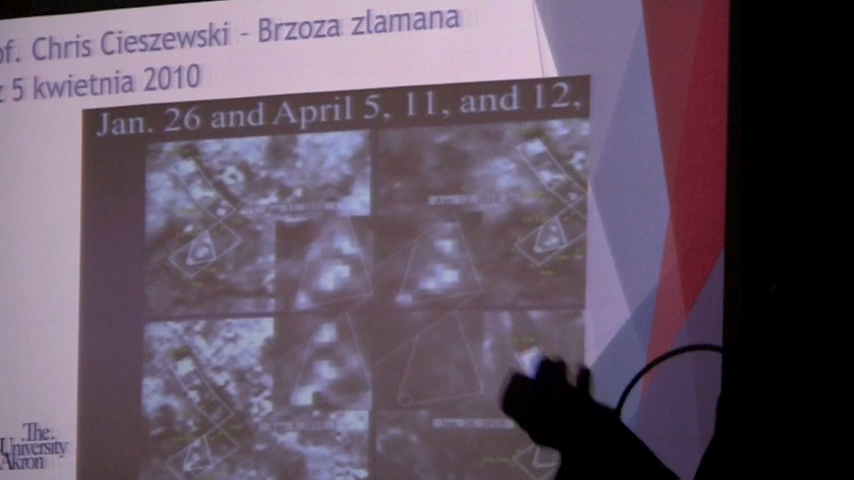 of. Chris Cieszewski - Brzoza zlamana
z 5 kwietnia 2010
Jan. 26 and April 5, 11, and 12,
The
University
Akron